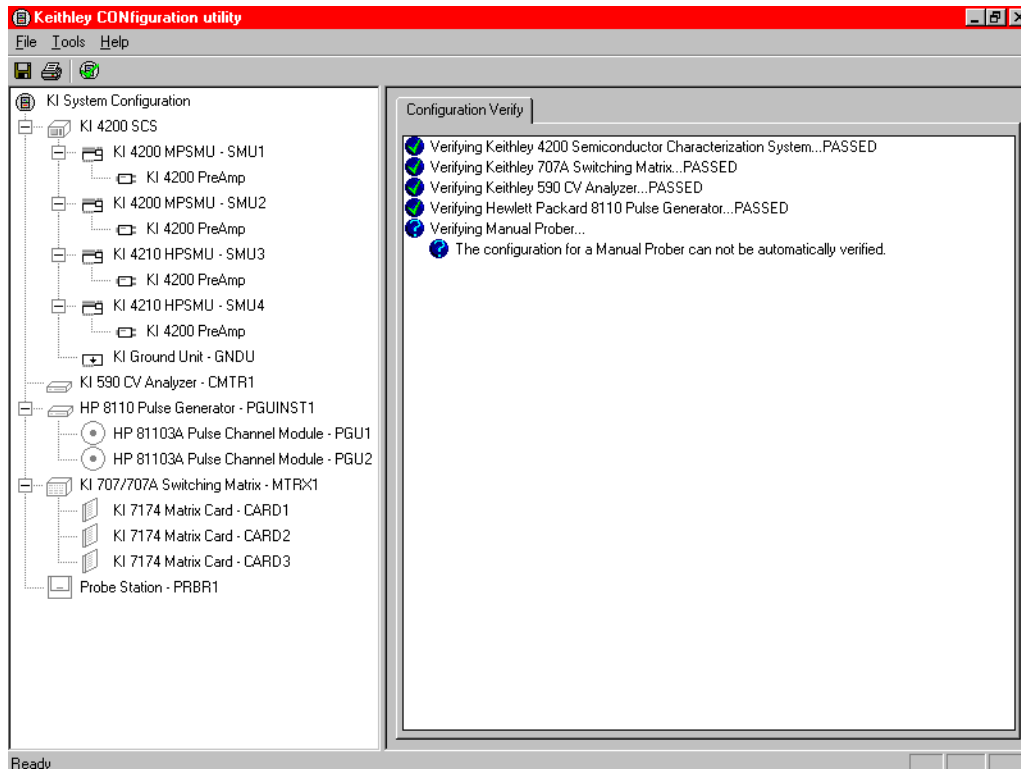 Keithley CONfiguration utility
File Tools Help
KI System Configuration
KI 4200 SCS
KI 4200 MPSMU - SMU1
KI 4200 PreAmp
KI 4200 MPSMU - SMU2
KI 4200 PreAmp
KI 4210 HPSMU - SMU3
KI 4200 PreAmp
KI 4210 HPSMU - SMU4
KI 4200 PreAmp
KI Ground Unit - GNDU
KI 590 CV Analyzer - CMTR1
HP 8110 Pulse Generator - PGUINST1
HP 81103A Pulse Channel Module - PGU1
HP 81103A Pulse Channel Module - PGU2
KI 707/707A Switching Matrix - MTRX1
KI 7174 Matrix Card - CARD1
KI 7174 Matrix Card - CARD2
KI 7174 Matrix Card - CARD3
Probe Station - PRBR1
Configuration Verify
Verifying Keithley 4200 Semiconductor Characterization System...PASSED
Verifying Keithley 707A Switching Matrix...PASSED
Verifying Keithley 590 CV Analyzer...PASSED
Verifying Hewlett Packard 8110 Pulse Generator...PASSED
Verifying Manual Prober...
The configuration for a Manual Prober can not be automatically verified.
Ready